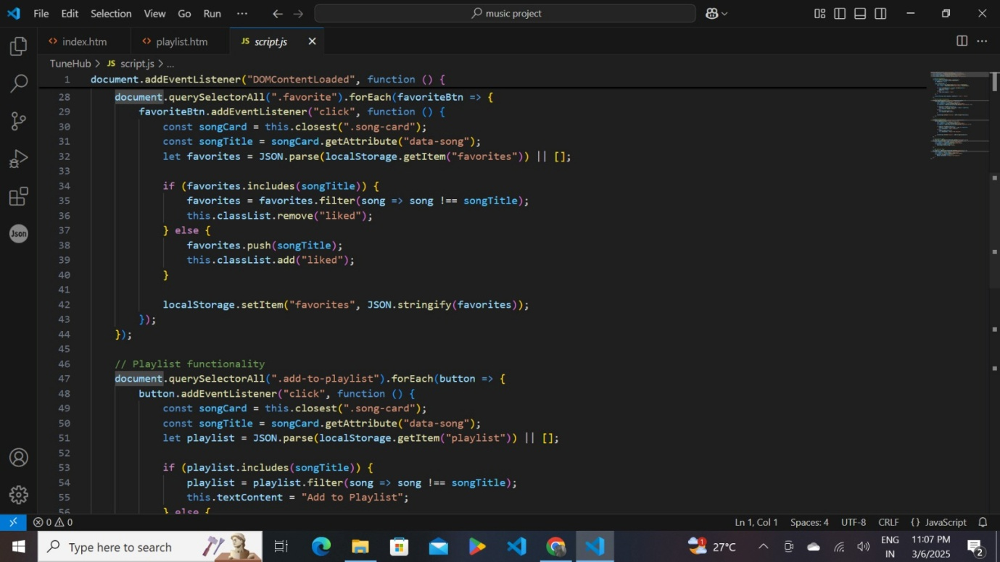 File Edit Selection View Go Run ··· music project
index.htm playlist.htm JS script.js
TuneHub > JS script.js > ...
1 document.addEventListener("DOMContentLoaded", function () {
28 document.querySelectorAll(".favorite").forEach(favoriteBtn => {
29 favoriteBtn.addEventListener("click", function () {
30 const songCard = this.closest(".song-card");
31 const songTitle = songCard.getAttribute("data-song");
32 let favorites = JSON.parse(localStorage.getItem("favorites")) || [];
33
34 if (favorites.includes(songTitle)) {
35 favorites = favorites.filter(song => song !== songTitle);
36 this.classList.remove("liked");
37 } else {
38 favorites.push(songTitle);
39 this.classList.add("liked");
40 }
41
42 localStorage.setItem("favorites", JSON.stringify(favorites));
43 });
44 });
45
46 // Playlist functionality
47 document.querySelectorAll(".add-to-playlist").forEach(button => {
48 button.addEventListener("click", function () {
49 const songCard = this.closest(".song-card");
50 const songTitle = songCard.getAttribute("data-song");
51 let playlist = JSON.parse(localStorage.getItem("playlist")) || [];
52
53 if (playlist.includes(songTitle)) {
54 playlist = playlist.filter(song => song !== songTitle);
55 this.textContent = "Add to Playlist";
56 } else {
Json
0 0 Ln 1, Col 1 Spaces: 4 UTF-8 CRLF {} JavaScript
Type here to search 1 27°C ENG IN 11:07 PM 3/6/2025 2